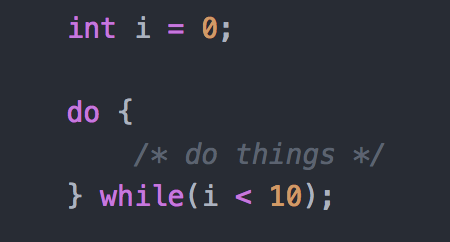 int i = 0;
do {
/* do things */
} while(i < 10);